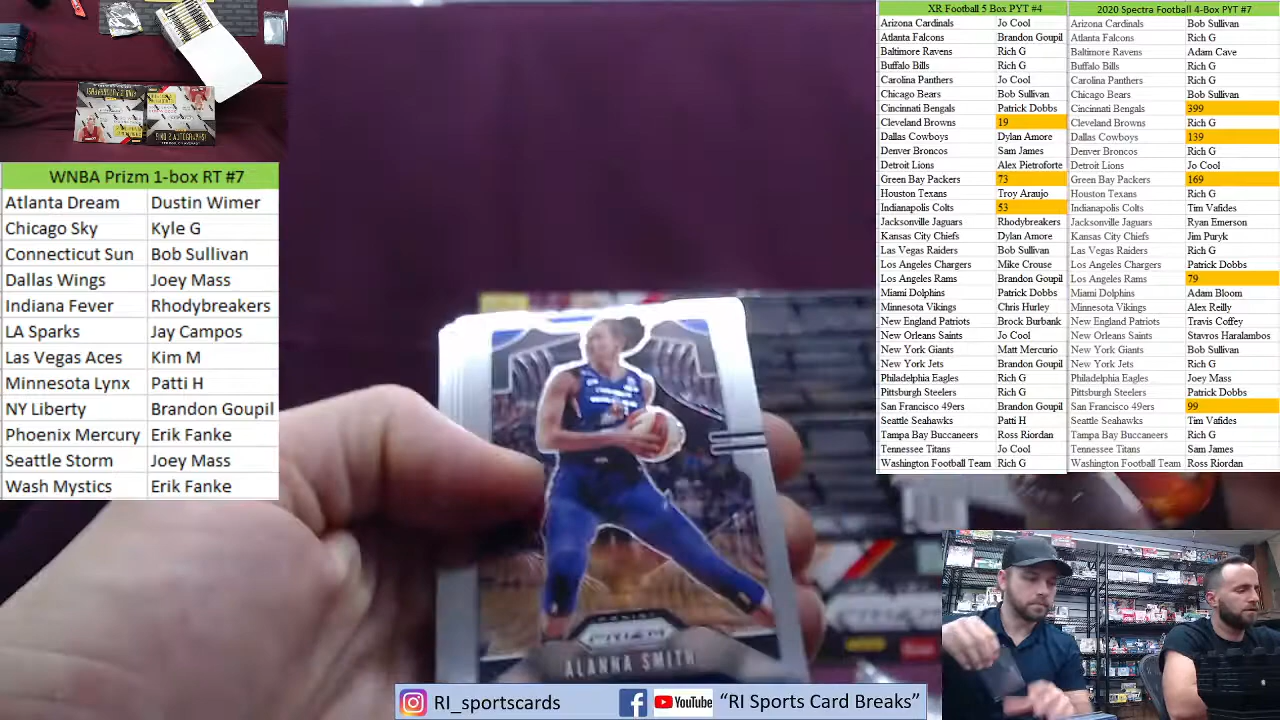 WNBA Prizm 1-box RT #7
Atlanta Dream Dustin Wimer
Chicago Sky Kyle G
Connecticut Sun Bob Sullivan
Dallas Wings Joey Mass
Indiana Fever Rhodybreakers
LA Sparks Jay Campos
Las Vegas Aces Kim M
Minnesota Lynx Patti H
NY Liberty Brandon Goupil
Phoenix Mercury Erik Fanke
Seattle Storm Joey Mass
Wash Mystics Erik Fanke
PRIZM
ALANNA SMITH
XR Football 5 Box PYT #4
Arizona Cardinals Jo Cool
Atlanta Falcons Brandon Goupil
Baltimore Ravens Rich G
Buffalo Bills Rich G
Carolina Panthers Jo Cool
Chicago Bears Bob Sullivan
Cincinnati Bengals Patrick Dobbs
Cleveland Browns 19
Dallas Cowboys Dylan Amore
Denver Broncos Sam James
Detroit Lions Alex Pietroforte
Green Bay Packers 73
Houston Texans Troy Araujo
Indianapolis Colts 53
Jacksonville Jaguars Rhodybreakers
Kansas City Chiefs Dylan Amore
Las Vegas Raiders Bob Sullivan
Los Angeles Chargers Mike Crouse
Los Angeles Rams Brandon Goupil
Miami Dolphins Patrick Dobbs
Minnesota Vikings Chris Hurley
New England Patriots Brock Burbank
New Orleans Saints Jo Cool
New York Giants Matt Mercurio
New York Jets Brandon Goupil
Philadelphia Eagles Rich G
Pittsburgh Steelers Rich G
San Francisco 49ers Brandon Goupil
Seattle Seahawks Patti H
Tampa Bay Buccaneers Ross Riordan
Tennessee Titans Jo Cool
Washington Football Team Rich G
2020 Spectra Football 4-Box PYT #7
Arizona Cardinals Bob Sullivan
Atlanta Falcons Rich G
Baltimore Ravens Adam Cave
Buffalo Bills Rich G
Carolina Panthers Rich G
Chicago Bears Bob Sullivan
Cincinnati Bengals 399
Cleveland Browns Rich G
Dallas Cowboys 139
Denver Broncos Rich G
Detroit Lions Jo Cool
Green Bay Packers 169
Houston Texans Rich G
Indianapolis Colts Tim Vafides
Jacksonville Jaguars Ryan Emerson
Kansas City Chiefs Jim Puryk
Las Vegas Raiders Rich G
Los Angeles Chargers Patrick Dobbs
Los Angeles Rams 79
Miami Dolphins Adam Bloom
Minnesota Vikings Alex Reilly
New England Patriots Travis Coffey
New Orleans Saints Stavros Haralambos
New York Giants Bob Sullivan
New York Jets Rich G
Philadelphia Eagles Joey Mass
Pittsburgh Steelers Patrick Dobbs
San Francisco 49ers 99
Seattle Seahawks Tim Vafides
Tampa Bay Buccaneers Rich G
Tennessee Titans Sam James
Washington Football Team Ross Riordan
RI_sportscards YouTube "RI Sports Card Breaks"